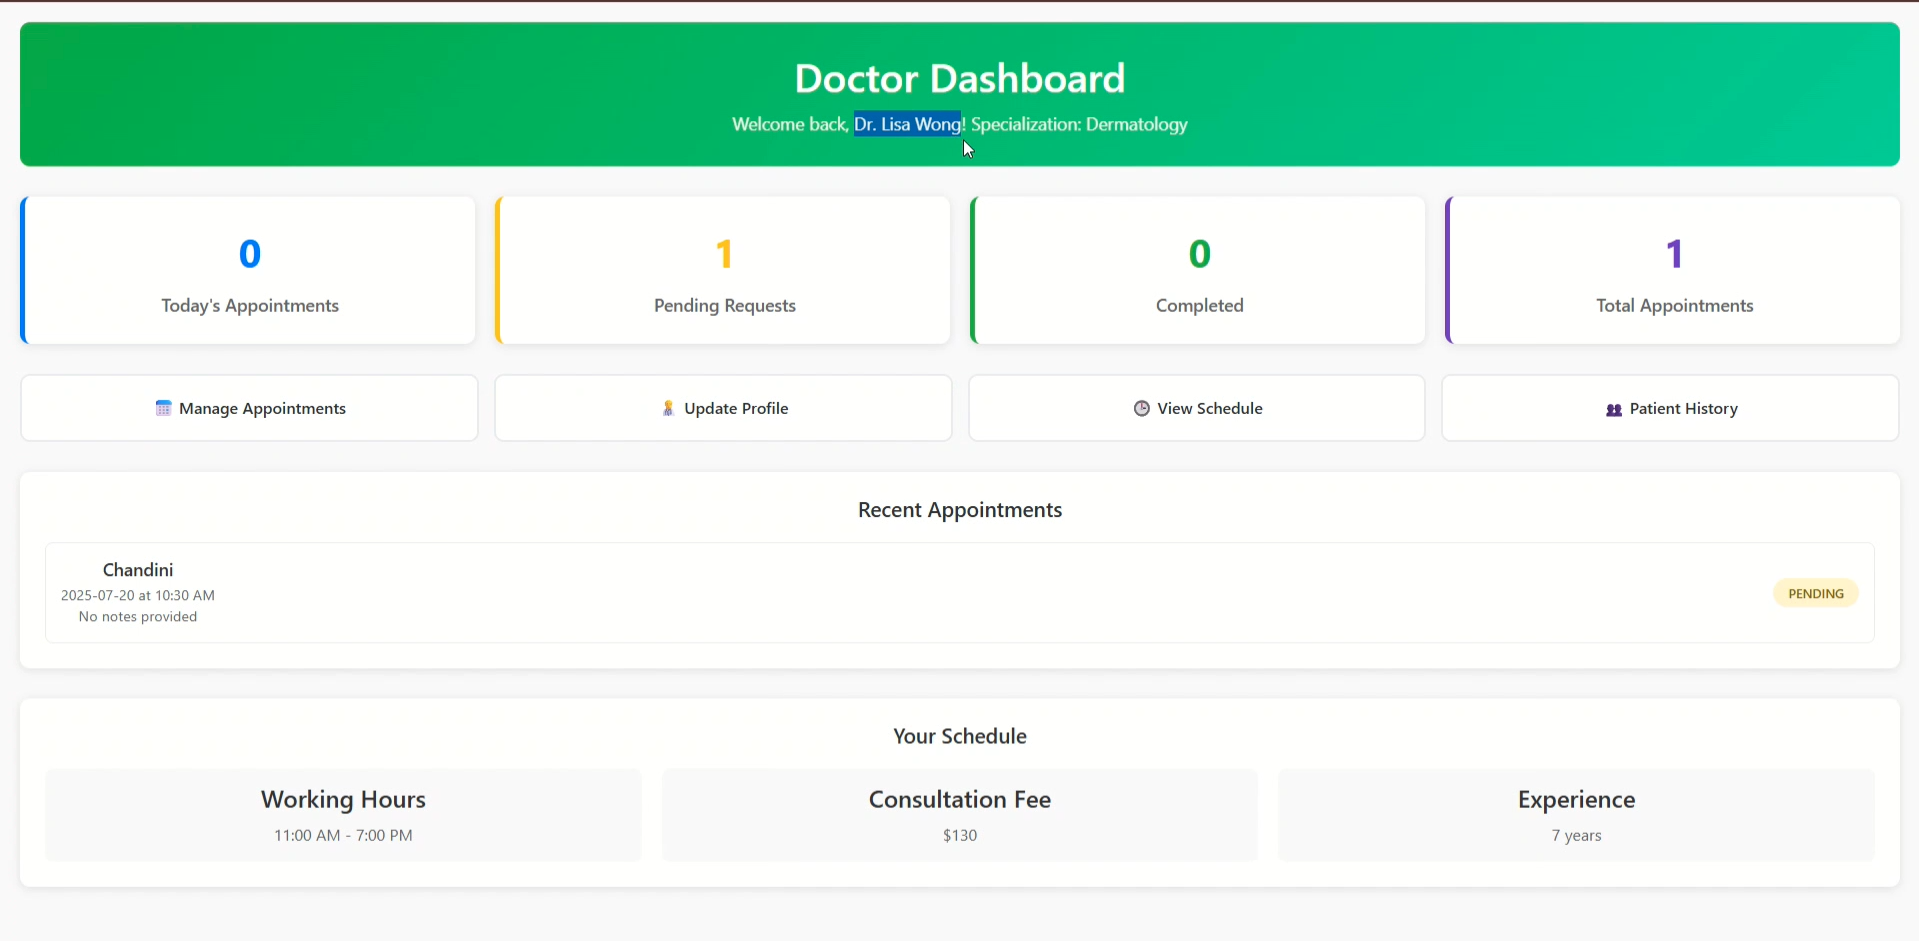 Doctor Dashboard
Welcome back, Dr. Lisa Wong! Specialization: Dermatology
0
Today's Appointments
1
Pending Requests
0
Completed
1
Total Appointments
Manage Appointments
Update Profile
View Schedule
Patient History
Recent Appointments
Chandini
2025-07-20 at 10:30 AM
No notes provided
PENDING
Your Schedule
Working Hours
11:00 AM - 7:00 PM
Consultation Fee
$130
Experience
7 years